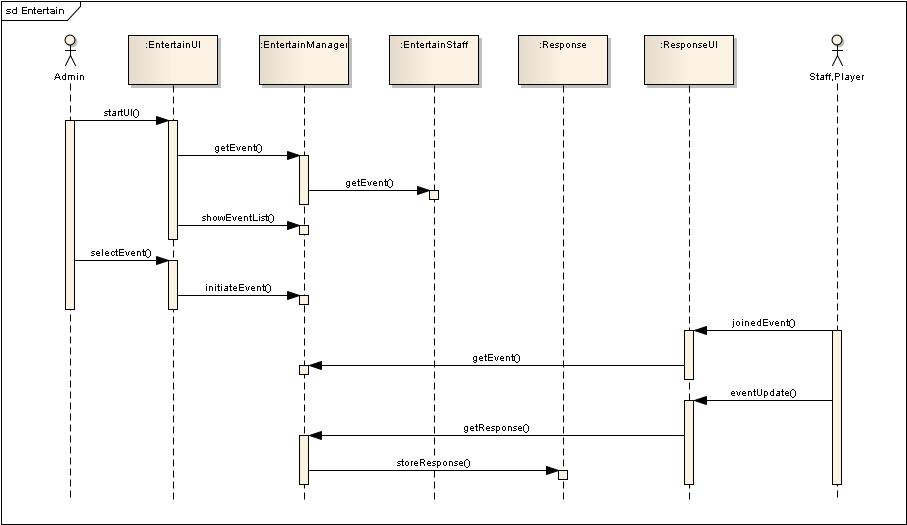 sd Entertain
:EntertainUI
:EntertainManager
:EntertainStaff
:Response
:ResponseUI
Admin
Staff,Player
startUI()
getEvent()
getEvent()
showEventList()
selectEvent()
initiateEvent()
joinedEvent()
getEvent()
eventUpdate()
getResponse()
storeResponse()